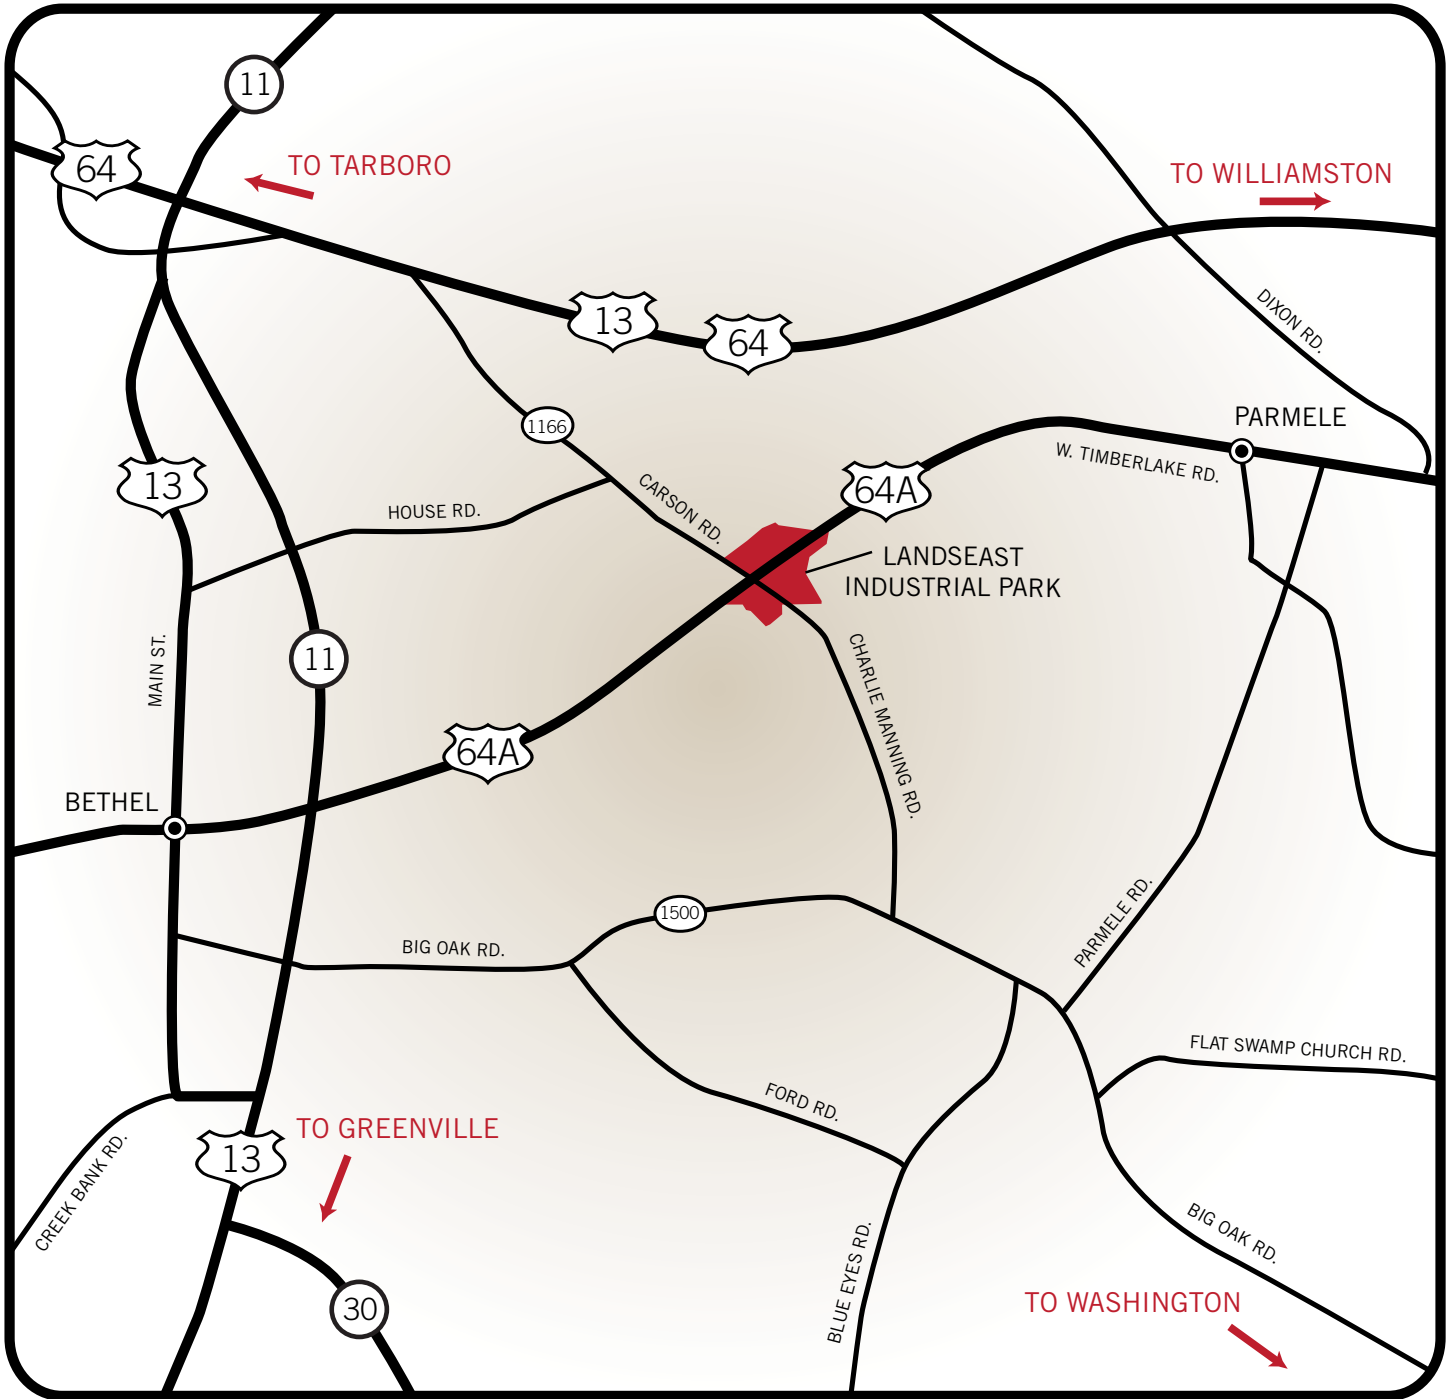 11
64
TO TARBORO
TO WILLIAMSTON
13
64
DIXON RD.
1166
PARMELE
W. TIMBERLAKE RD.
13
64A
HOUSE RD.
CARSON RD.
LANDSEAST
INDUSTRIAL PARK
MAIN ST.
11
CHARLIE MANNING RD.
64A
BETHEL
1500
BIG OAK RD.
PARMELE RD.
FLAT SWAMP CHURCH RD.
FORD RD.
TO GREENVILLE
13
CREEK BANK RD.
BIG OAK RD.
BLUE EYES RD.
30
TO WASHINGTON